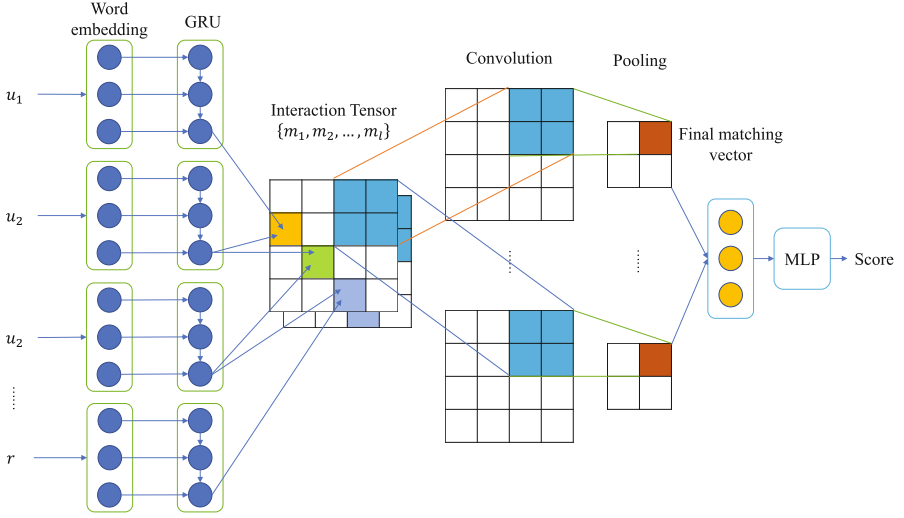 Word
embedding
GRU
Convolution
Pooling
u₁
Interaction Tensor
{m₁, m₂, ..., mₗ}
Final matching
vector
u₂
MLP
Score
u₂
......
......
......
r